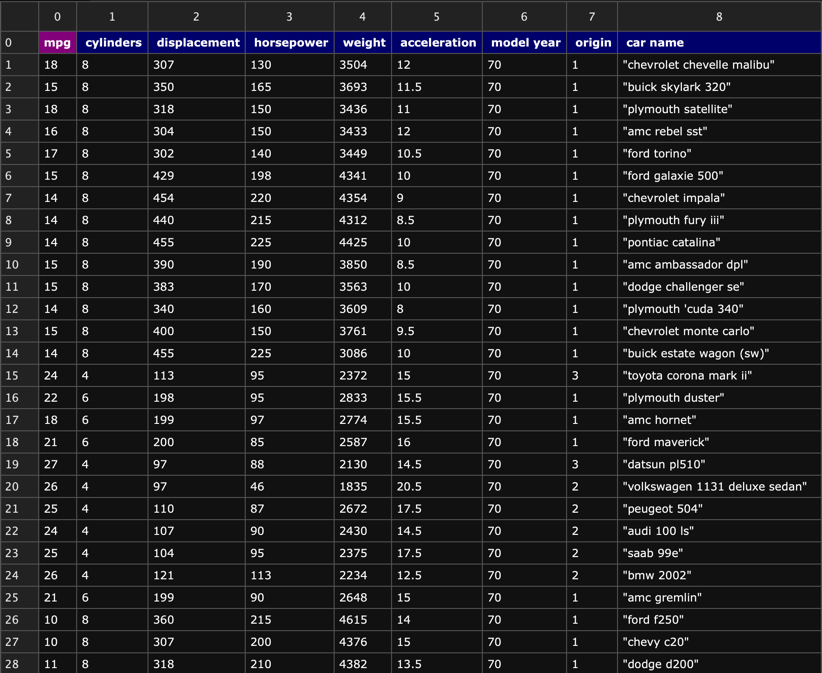 0 1 2 3 4 5 6 7 8
0 mpg cylinders displacement horsepower weight acceleration model year origin car name
1 18 8 307 130 3504 12 70 1 "chevrolet chevelle malibu"
2 15 8 350 165 3693 11.5 70 1 "buick skylark 320"
3 18 8 318 150 3436 11 70 1 "plymouth satellite"
4 16 8 304 150 3433 12 70 1 "amc rebel sst"
5 17 8 302 140 3449 10.5 70 1 "ford torino"
6 15 8 429 198 4341 10 70 1 "ford galaxie 500"
7 14 8 454 220 4354 9 70 1 "chevrolet impala"
8 14 8 440 215 4312 8.5 70 1 "plymouth fury iii"
9 14 8 455 225 4425 10 70 1 "pontiac catalina"
10 15 8 390 190 3850 8.5 70 1 "amc ambassador dpl"
11 15 8 383 170 3563 10 70 1 "dodge challenger se"
12 14 8 340 160 3609 8 70 1 "plymouth 'cuda 340"
13 15 8 400 150 3761 9.5 70 1 "chevrolet monte carlo"
14 14 8 455 225 3086 10 70 1 "buick estate wagon (sw)"
15 24 4 113 95 2372 15 70 3 "toyota corona mark ii"
16 22 6 198 95 2833 15.5 70 1 "plymouth duster"
17 18 6 199 97 2774 15.5 70 1 "amc hornet"
18 21 6 200 85 2587 16 70 1 "ford maverick"
19 27 4 97 88 2130 14.5 70 3 "datsun pl510"
20 26 4 97 46 1835 20.5 70 2 "volkswagen 1131 deluxe sedan"
21 25 4 110 87 2672 17.5 70 2 "peugeot 504"
22 24 4 107 90 2430 14.5 70 2 "audi 100 ls"
23 25 4 104 95 2375 17.5 70 2 "saab 99e"
24 26 4 121 113 2234 12.5 70 2 "bmw 2002"
25 21 6 199 90 2648 15 70 1 "amc gremlin"
26 10 8 360 215 4615 14 70 1 "ford f250"
27 10 8 307 200 4376 15 70 1 "chevy c20"
28 11 8 318 210 4382 13.5 70 1 "dodge d200"